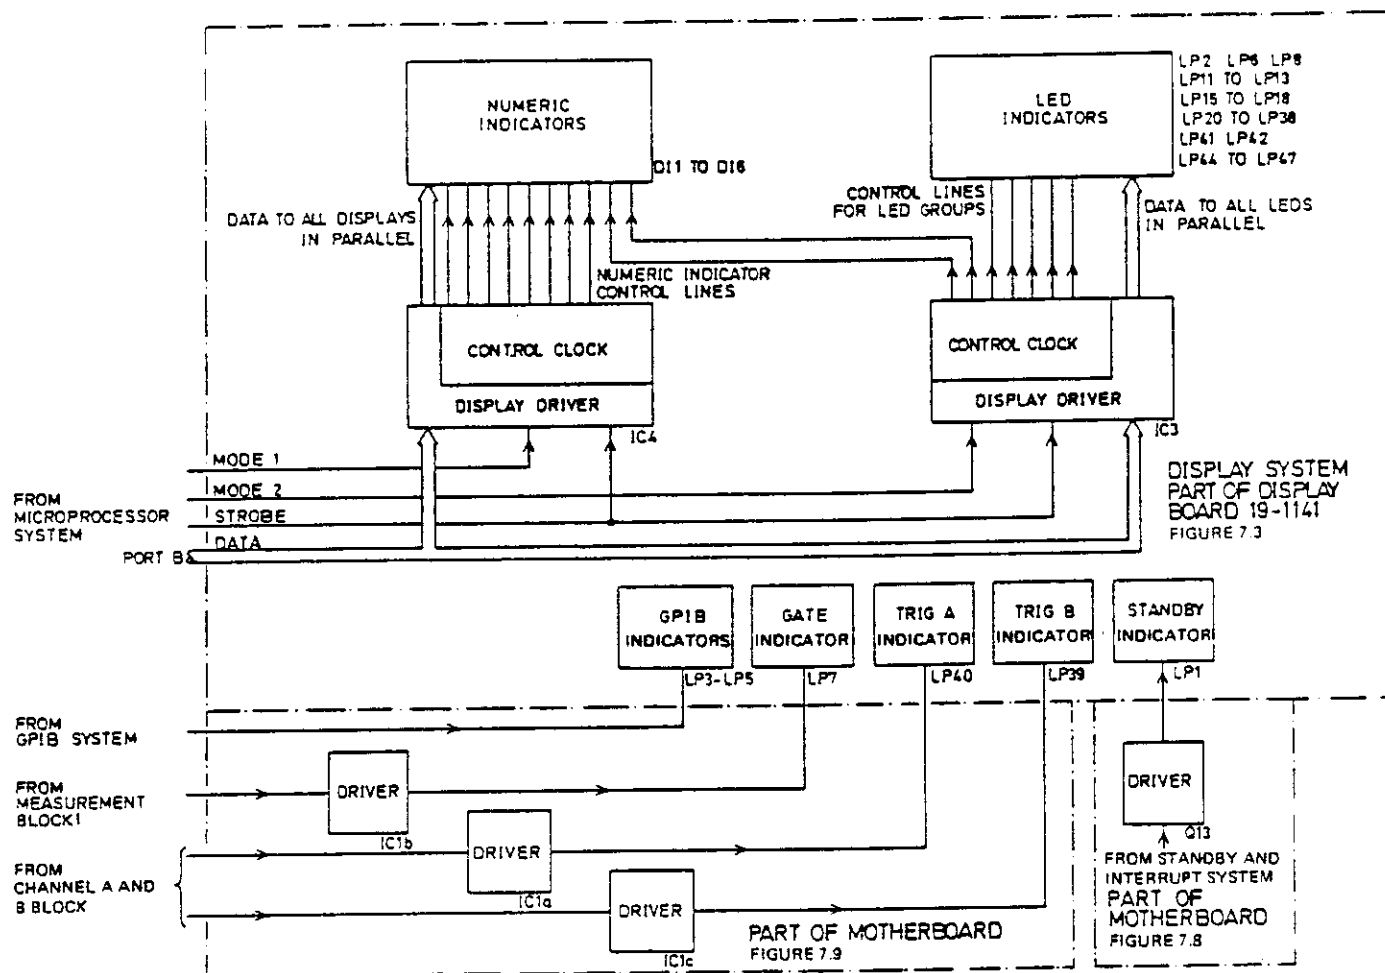 NUMERIC
INDICATORS
DI1 TO DI6
LED
INDICATORS
LP2 LP6 LP8
LP11 TO LP13
LP15 TO LP18
LP20 TO LP38
LP41 LP42
LP44 TO LP47
DATA TO ALL DISPLAYS
IN PARALLEL
CONTROL LINES
FOR LED GROUPS
DATA TO ALL LEDS
IN PARALLEL
NUMERIC INDICATOR
CONTROL LINES
CONTROL CLOCK
DISPLAY DRIVER
IC4
CONTROL CLOCK
DISPLAY DRIVER
IC3
MODE 1
MODE 2
STROBE
DATA
FROM
MICROPROCESSOR
SYSTEM
PORT B
DISPLAY SYSTEM
PART OF DISPLAY
BOARD 19-1141
FIGURE 7.3
GPIB
INDICATORS
LP3-LP5
GATE
INDICATOR
LP7
TRIG A
INDICATOR
LP40
TRIG B
INDICATOR
LP39
STANDBY
INDICATOR
LP1
FROM
GPIB SYSTEM
FROM
MEASUREMENT
BLOCK1
DRIVER
IC1b
FROM
CHANNEL A AND
B BLOCK
DRIVER
IC1a
DRIVER
IC1c
PART OF MOTHERBOARD
FIGURE 7.9
DRIVER
Q13
FROM STANDBY AND
INTERRUPT SYSTEM
PART OF
MOTHERBOARD
FIGURE 7.8